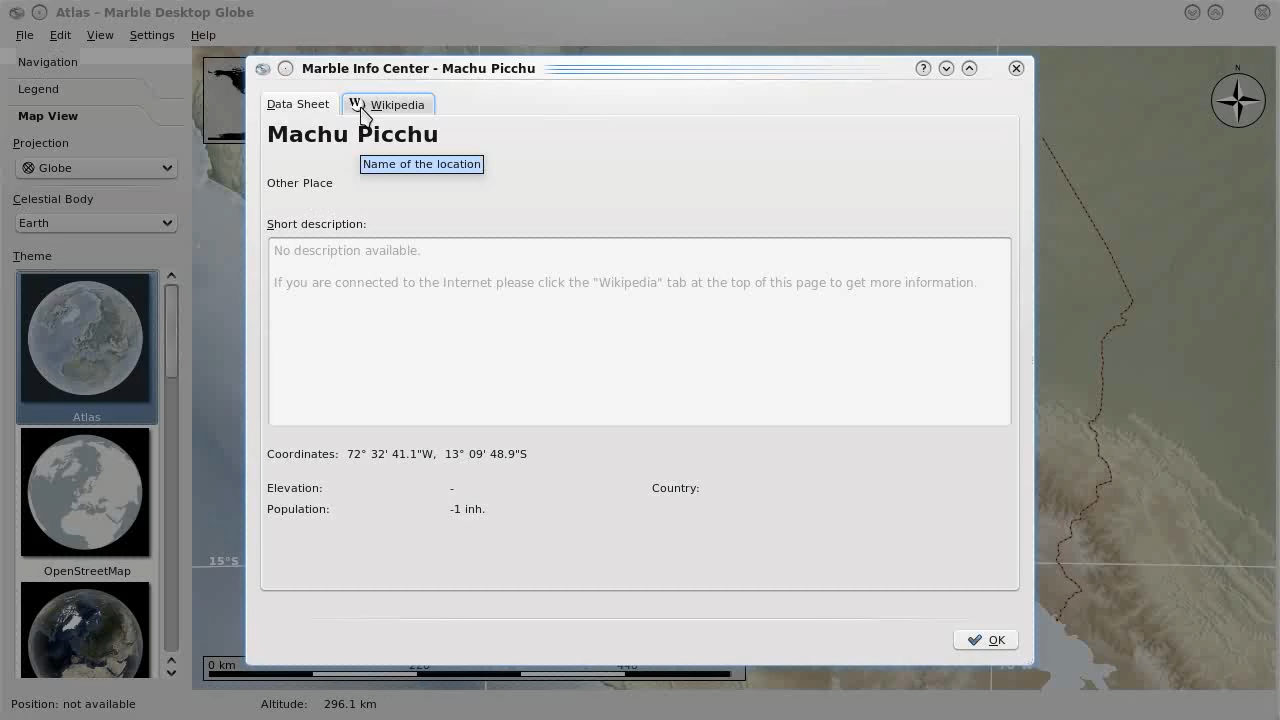 Atlas – Marble Desktop Globe
File Edit View Settings Help
Navigation
Legend
Map View
Projection
Globe
Celestial Body
Earth
Theme
Atlas
OpenStreetMap
Marble Info Center - Machu Picchu
?
Data Sheet
W Wikipedia
Machu Picchu
Name of the location
Other Place
Short description:
No description available.
If you are connected to the Internet please click the "Wikipedia" tab at the top of this page to get more information.
Coordinates: 72° 32' 41.1"W, 13° 09' 48.9"S
Elevation: - Country:
Population: -1 inh.
OK
N
15°S
0 km
Position: not available Altitude: 296.1 km